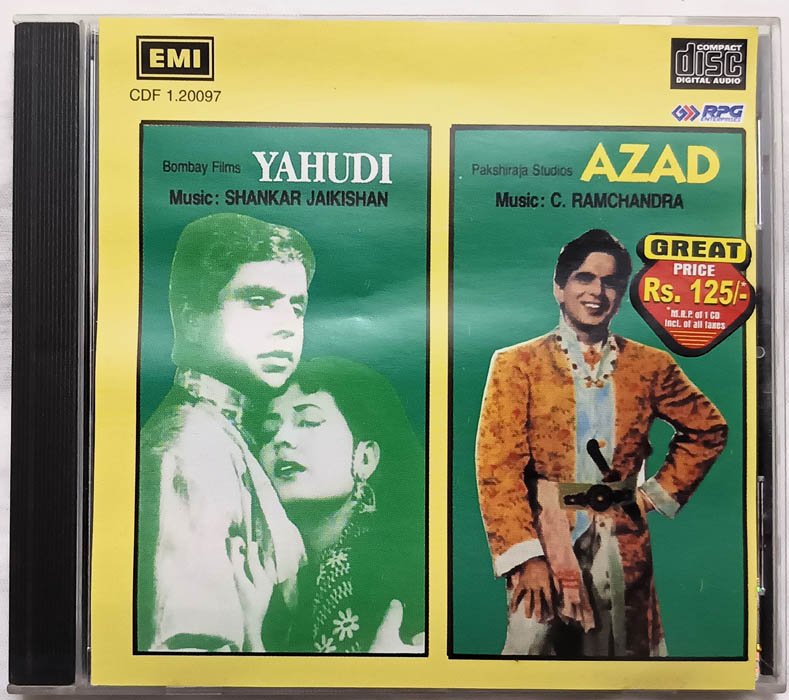 EMI
CDF 1.20097
COMPACT
disc
DIGITAL AUDIO
RPG
ENTERPRISES
Bombay Films YAHUDI
Music: SHANKAR JAIKISHAN
Pakshiraja Studios AZAD
Music: C. RAMCHANDRA
GREAT
PRICE
Rs. 125/-*
*M.R.P. of 1 CD
Incl. of all taxes